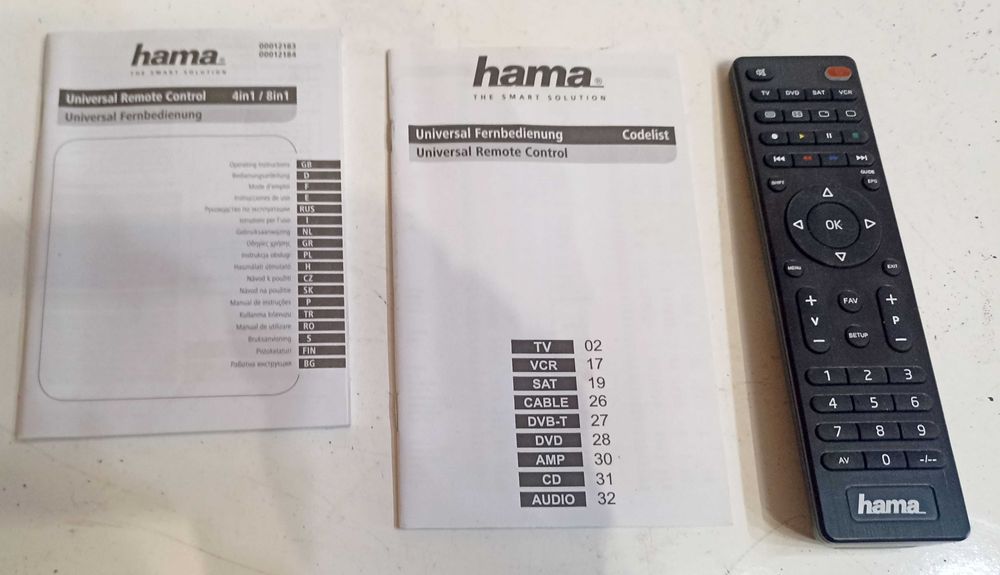 hama®
THE SMART SOLUTION
00012183
00012184
Universal Remote Control 4in1 / 8in1
Universal Fernbedienung
Operating Instructions GB
Bedienungsanleitung D
Mode d'emploi F
Instrucciones de uso E
Руководство по эксплуатации RUS
Istruzioni per l'uso I
Gebruiksaanwijzing NL
Οδηγίες χρήσης GR
Instrukcja obsługi PL
Használati útmutató H
Návod k použití CZ
Návod na použitie SK
Manual de instruções P
Kullanma kılavuzu TR
Manual de utilizare RO
Bruksanvisning S
Pistokelaturi FIN
Работна инструкция BG
hama®
THE SMART SOLUTION
Universal Fernbedienung Codelist
Universal Remote Control
TV 02
VCR 17
SAT 19
CABLE 26
DVB-T 27
DVD 28
AMP 30
CD 31
AUDIO 32
TV DVD SAT VCR
SHIFT GUIDE
EPG
OK
MENU EXIT
+ FAV +
V P
- SETUP -
1 2 3
4 5 6
7 8 9
AV 0 -/--
hama